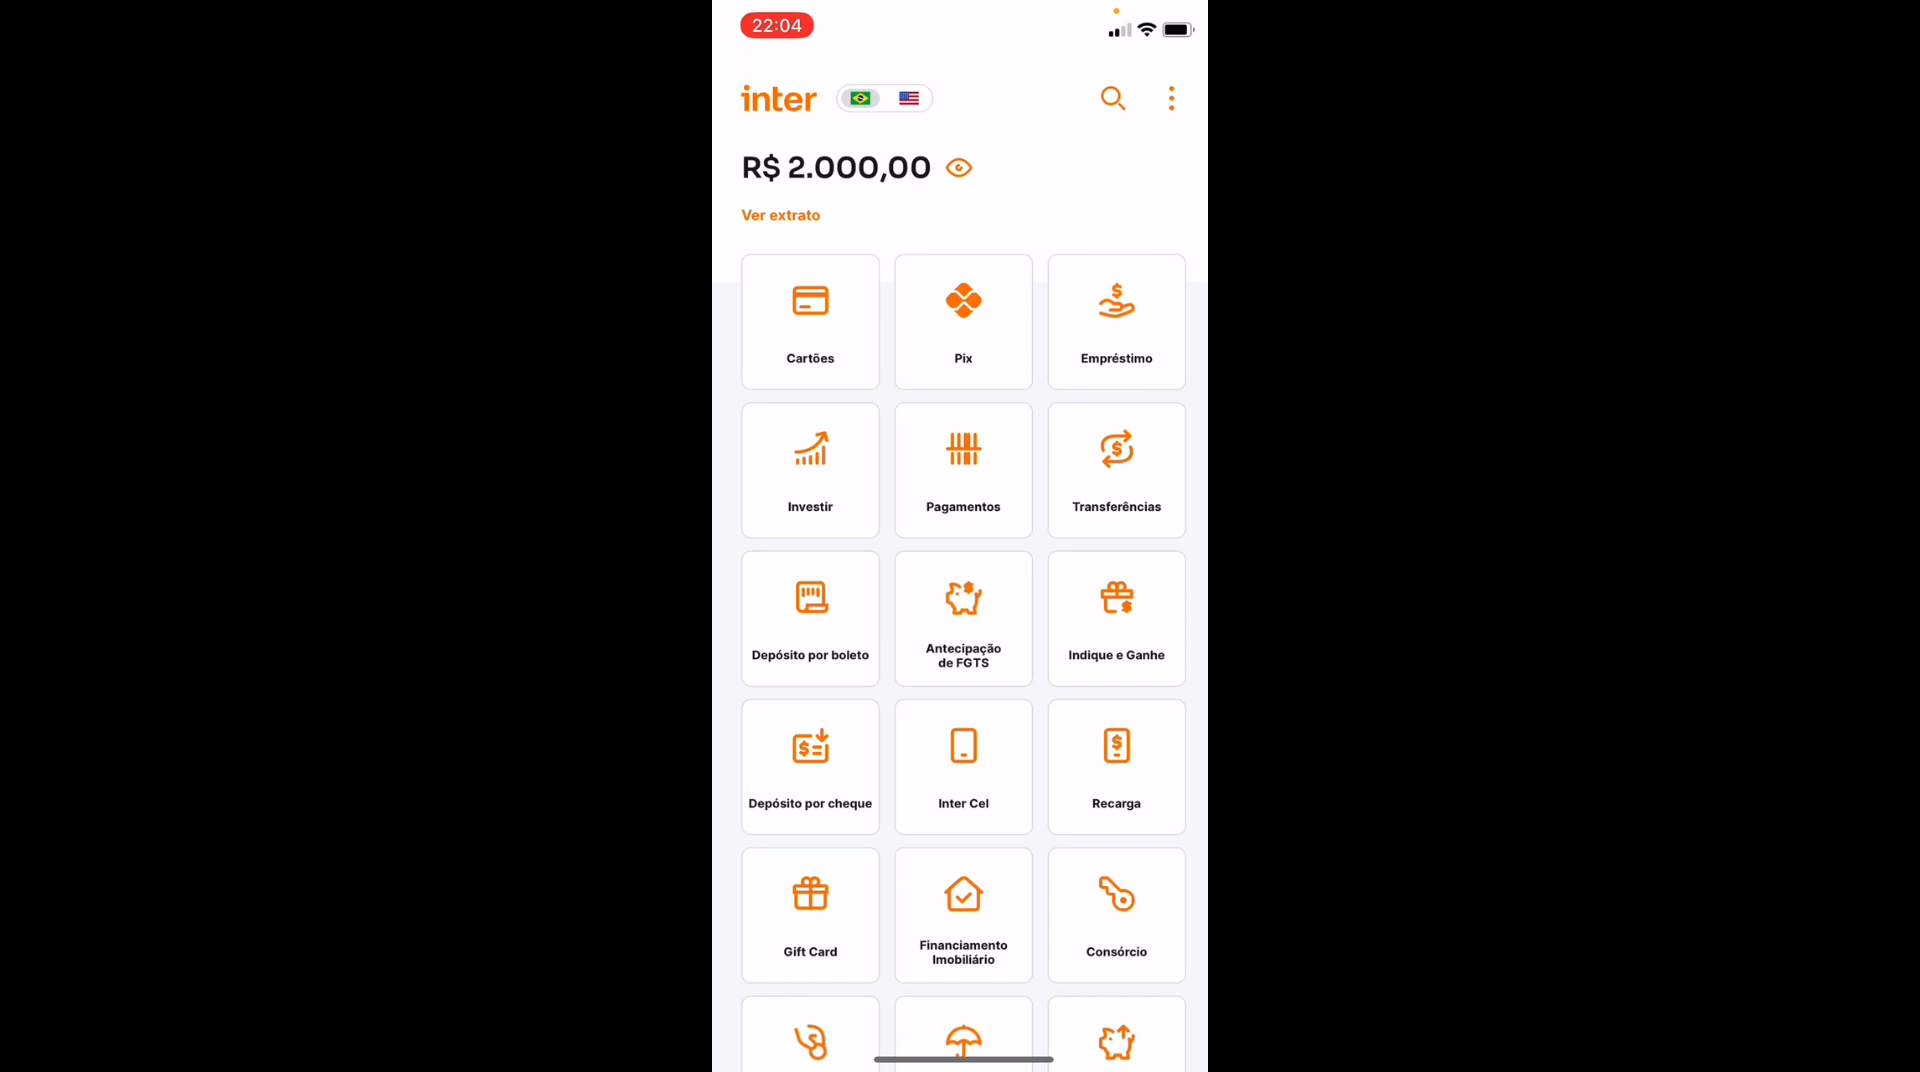 22:04
inter
R$ 2.000,00
Ver extrato
Cartões
Pix
Empréstimo
Investir
Pagamentos
Transferências
Depósito por boleto
Antecipação
de FGTS
Indique e Ganhe
Depósito por cheque
Inter Cel
Recarga
Gift Card
Financiamento
Imobiliário
Consórcio